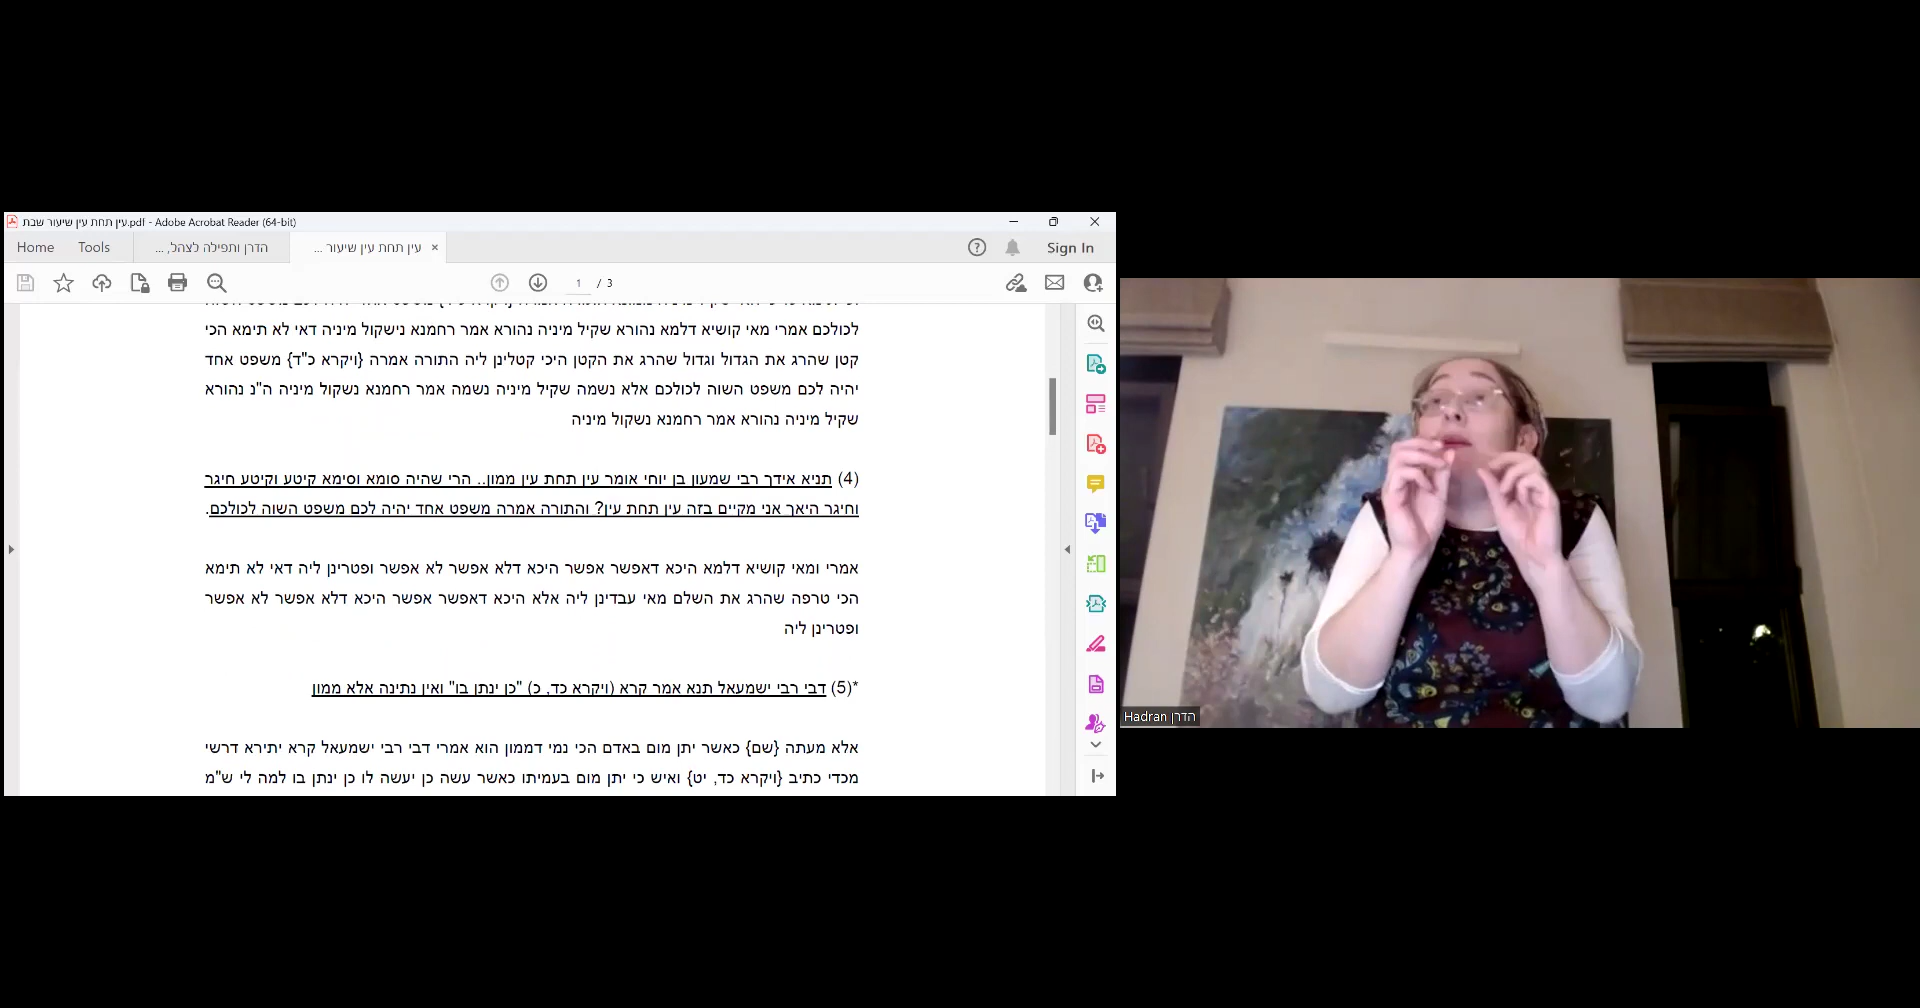 עין תחת עין שיעור שבת.pdf - Adobe Acrobat Reader (64-bit)
Home Tools הדרן ותפילה לצהל, ... עין תחת עין שיעור ... × Sign In
1 / 3
לכולכם אמרי מאי קושיא דלמא נהורא שקיל מיניה נהורא אמר רחמנא נישקול מיניה דאי לא תימא הכי
קטן שהרג את הגדול וגדול שהרג את הקטן היכי קטלינן ליה התורה אמרה {ויקרא כ"ד} משפט אחד
יהיה לכם משפט השוה לכולכם אלא נשמה שקיל מיניה נשמה אמר רחמנא נשקול מיניה ה"נ נהורא
שקיל מיניה נהורא אמר רחמנא נשקול מיניה
(4) תניא אידך רבי שמעון בן יוחי אומר עין תחת עין ממון.. הרי שהיה סומא וסימא קיטע וקיטע חיגר
וחיגר היאך אני מקיים בזה עין תחת עין? והתורה אמרה משפט אחד יהיה לכם משפט השוה לכולכם.
אמרי ומאי קושיא דלמא היכא דאפשר אפשר היכא דלא אפשר לא אפשר ופטרינן ליה דאי לא תימא
הכי טרפה שהרג את השלם מאי עבדינן ליה אלא היכא דאפשר אפשר היכא דלא אפשר לא אפשר
ופטרינן ליה
*(5) דבי רבי ישמעאל תנא אמר קרא (ויקרא כד, כ) "כן ינתן בו" ואין נתינה אלא ממון
אלא מעתה {שם} כאשר יתן מום באדם הכי נמי דממון הוא אמרי דבי רבי ישמעאל קרא יתירא דרשי
מכדי כתיב {ויקרא כד, יט} ואיש כי יתן מום בעמיתו כאשר עשה כן יעשה לו כן ינתן בו למה לי ש"מ
Hadran הדרן